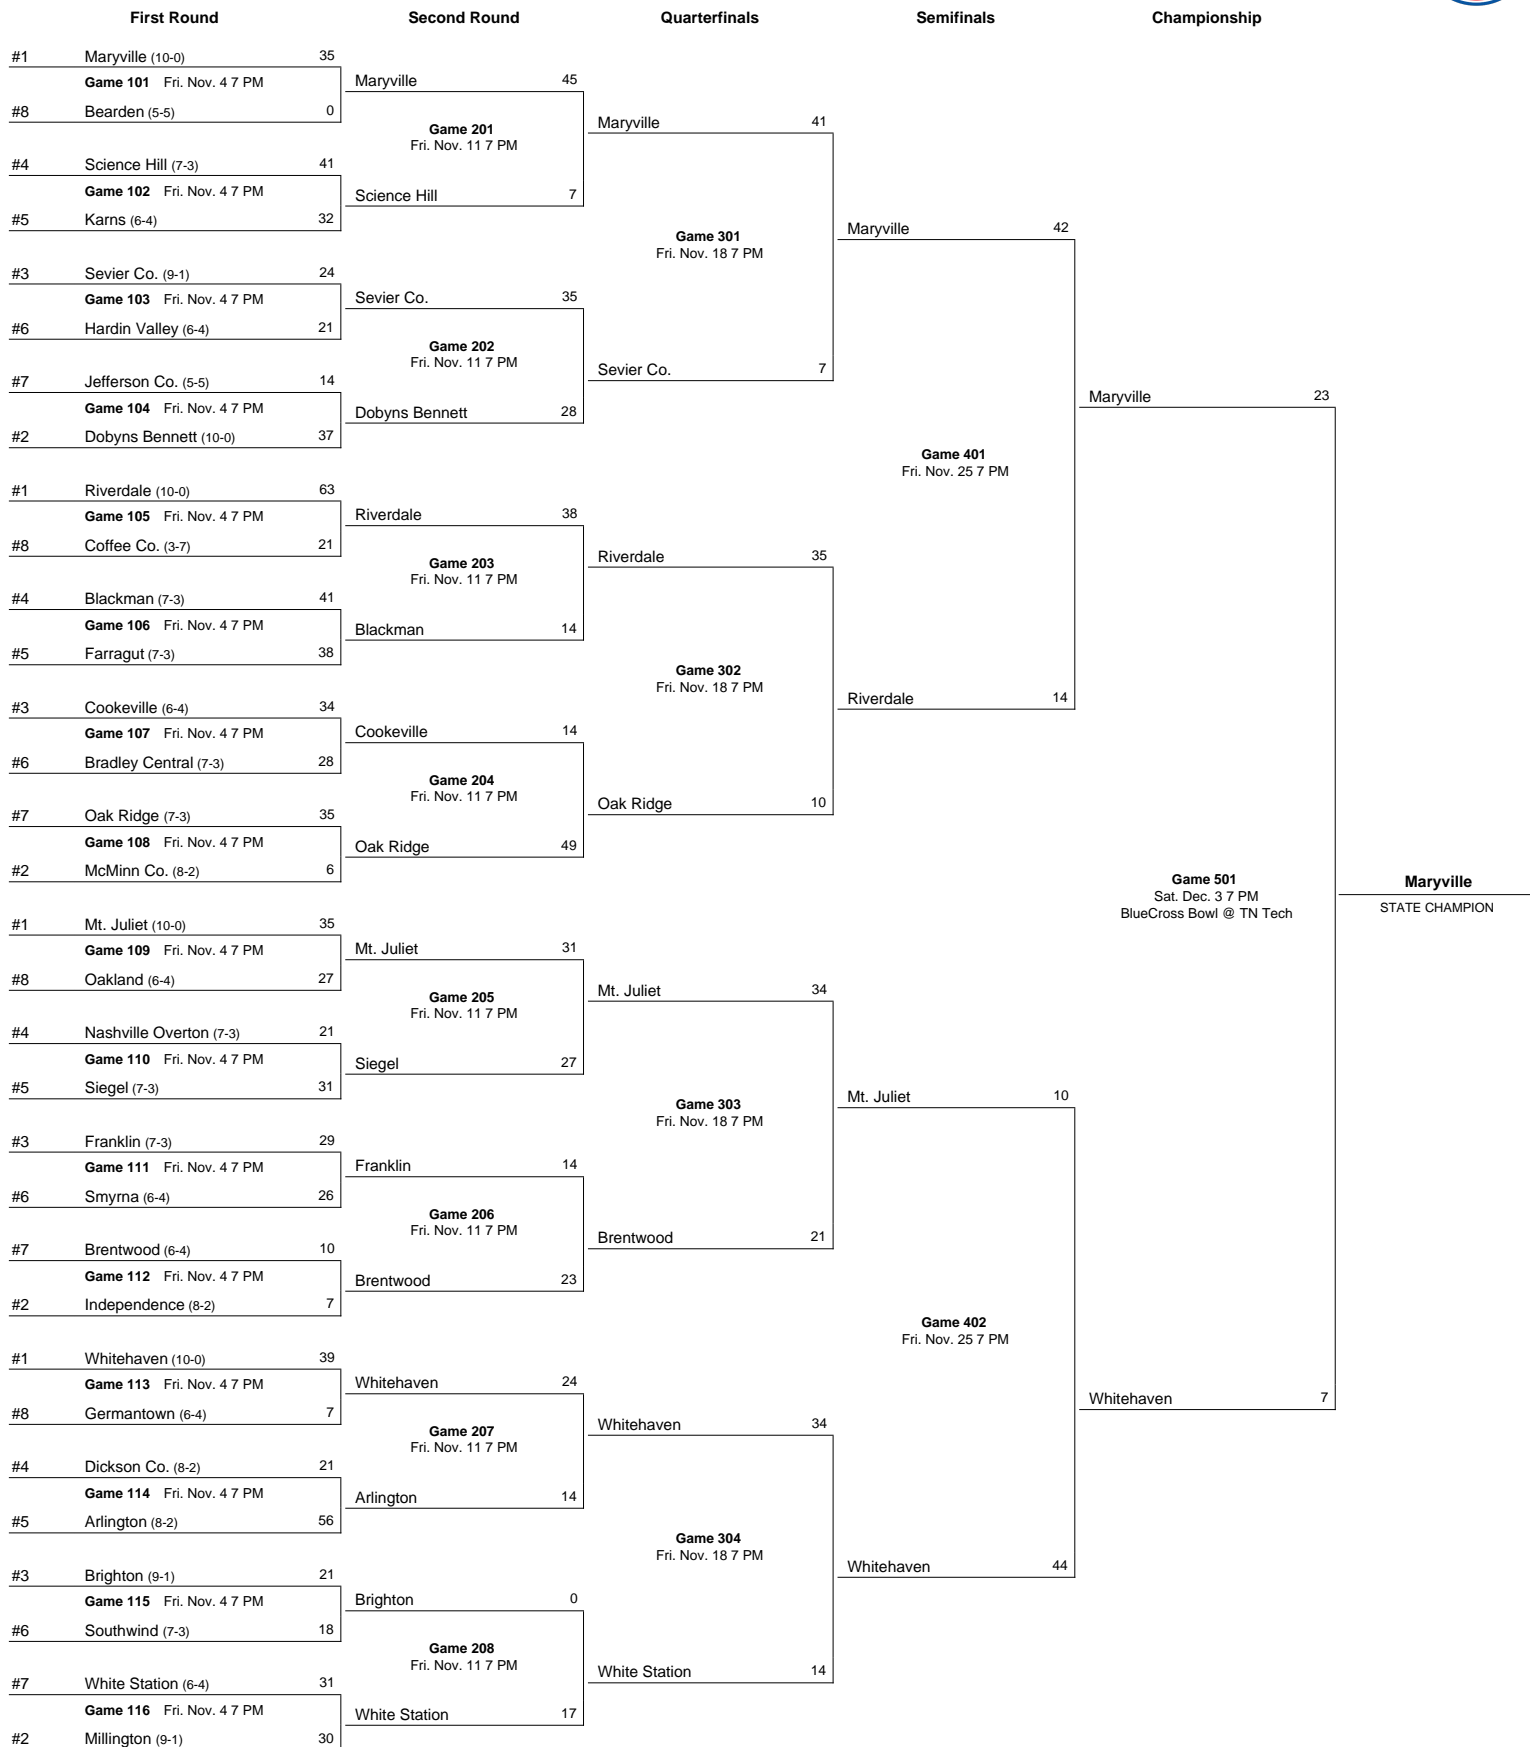 First Round Second Round Quarterfinals Semifinals Championship
#1 Maryville (10-0) 35
Game 101 Fri. Nov. 4 7 PM
#8 Bearden (5-5) 0
#4 Science Hill (7-3) 41
Game 102 Fri. Nov. 4 7 PM
#5 Karns (6-4) 32
#3 Sevier Co. (9-1) 24
Game 103 Fri. Nov. 4 7 PM
#6 Hardin Valley (6-4) 21
#7 Jefferson Co. (5-5) 14
Game 104 Fri. Nov. 4 7 PM
#2 Dobyns Bennett (10-0) 37
#1 Riverdale (10-0) 63
Game 105 Fri. Nov. 4 7 PM
#8 Coffee Co. (3-7) 21
#4 Blackman (7-3) 41
Game 106 Fri. Nov. 4 7 PM
#5 Farragut (7-3) 38
#3 Cookeville (6-4) 34
Game 107 Fri. Nov. 4 7 PM
#6 Bradley Central (7-3) 28
#7 Oak Ridge (7-3) 35
Game 108 Fri. Nov. 4 7 PM
#2 McMinn Co. (8-2) 6
#1 Mt. Juliet (10-0) 35
Game 109 Fri. Nov. 4 7 PM
#8 Oakland (6-4) 27
#4 Nashville Overton (7-3) 21
Game 110 Fri. Nov. 4 7 PM
#5 Siegel (7-3) 31
#3 Franklin (7-3) 29
Game 111 Fri. Nov. 4 7 PM
#6 Smyrna (6-4) 26
#7 Brentwood (6-4) 10
Game 112 Fri. Nov. 4 7 PM
#2 Independence (8-2) 7
#1 Whitehaven (10-0) 39
Game 113 Fri. Nov. 4 7 PM
#8 Germantown (6-4) 7
#4 Dickson Co. (8-2) 21
Game 114 Fri. Nov. 4 7 PM
#5 Arlington (8-2) 56
#3 Brighton (9-1) 21
Game 115 Fri. Nov. 4 7 PM
#6 Southwind (7-3) 18
#7 White Station (6-4) 31
Game 116 Fri. Nov. 4 7 PM
#2 Millington (9-1) 30
Maryville 45
Game 201
Fri. Nov. 11 7 PM
Science Hill 7
Sevier Co. 35
Game 202
Fri. Nov. 11 7 PM
Dobyns Bennett 28
Riverdale 38
Game 203
Fri. Nov. 11 7 PM
Blackman 14
Cookeville 14
Game 204
Fri. Nov. 11 7 PM
Oak Ridge 49
Mt. Juliet 31
Game 205
Fri. Nov. 11 7 PM
Siegel 27
Franklin 14
Game 206
Fri. Nov. 11 7 PM
Brentwood 23
Whitehaven 24
Game 207
Fri. Nov. 11 7 PM
Arlington 14
Brighton 0
Game 208
Fri. Nov. 11 7 PM
White Station 17
Maryville 41
Game 301
Fri. Nov. 18 7 PM
Sevier Co. 7
Riverdale 35
Game 302
Fri. Nov. 18 7 PM
Oak Ridge 10
Mt. Juliet 34
Game 303
Fri. Nov. 18 7 PM
Brentwood 21
Whitehaven 34
Game 304
Fri. Nov. 18 7 PM
White Station 14
Maryville 42
Game 401
Fri. Nov. 25 7 PM
Riverdale 14
Mt. Juliet 10
Game 402
Fri. Nov. 25 7 PM
Whitehaven 44
Maryville 23
Game 501
Sat. Dec. 3 7 PM
BlueCross Bowl @ TN Tech
Whitehaven 7
Maryville
STATE CHAMPION